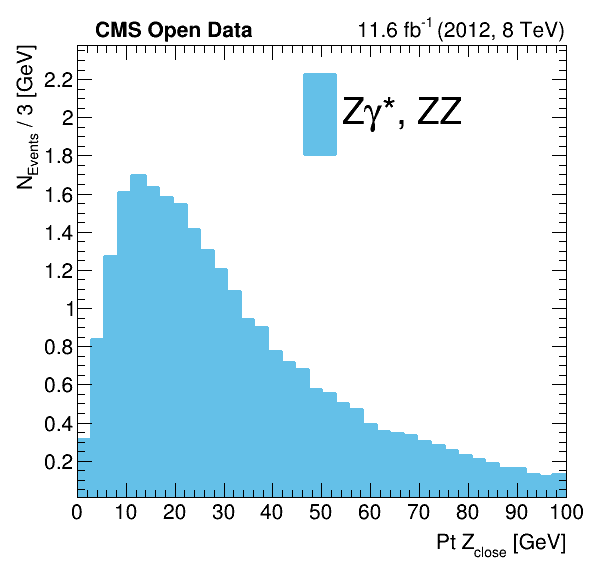 CMS Open Data 11.6 fb⁻¹ (2012, 8 TeV)
N_Events / 3 [GeV]
Zγ*, ZZ
2.2
2
1.8
1.6
1.4
1.2
1
0.8
0.6
0.4
0.2
0 10 20 30 40 50 60 70 80 90 100
Pt Z_close [GeV]